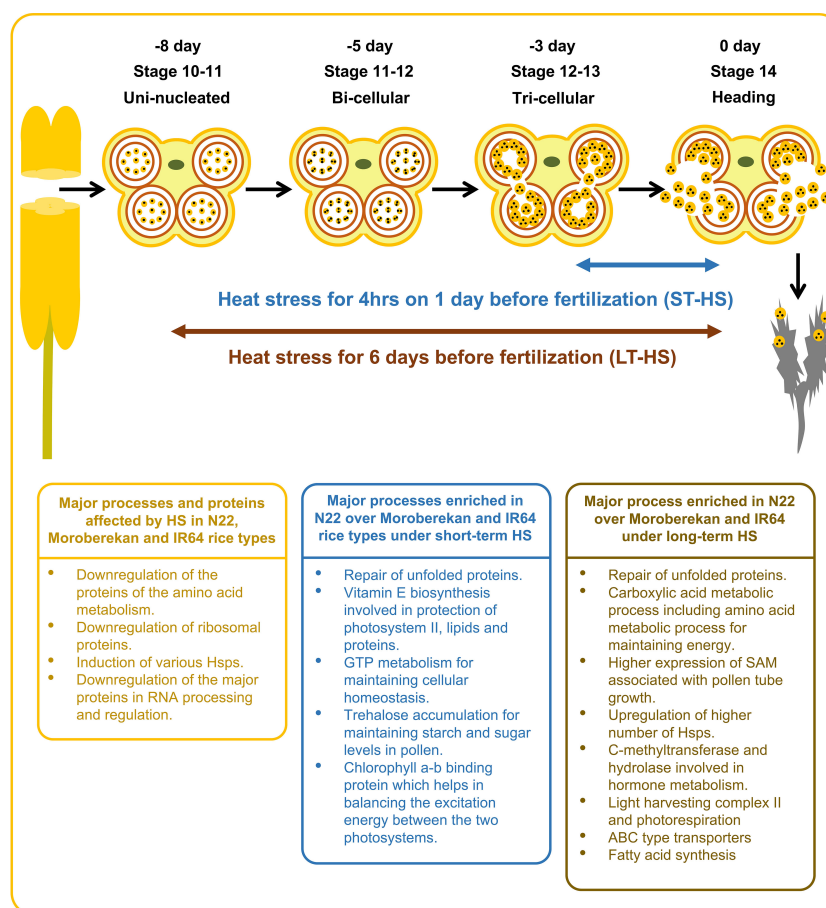 -8 day
Stage 10-11
Uni-nucleated
-5 day
Stage 11-12
Bi-cellular
-3 day
Stage 12-13
Tri-cellular
0 day
Stage 14
Heading
Heat stress for 4hrs on 1 day before fertilization (ST-HS)
Heat stress for 6 days before fertilization (LT-HS)
Major processes and proteins
affected by HS in N22,
Moroberekan and IR64 rice types
• Downregulation of the
proteins of the amino acid
metabolism.
• Downregulation of ribosomal
proteins.
• Induction of various Hsps.
• Downregulation of the major
proteins in RNA processing
and regulation.
Major processes enriched in
N22 over Moroberekan and IR64
rice types under short-term HS
• Repair of unfolded proteins.
• Vitamin E biosynthesis
involved in protection of
photosystem II, lipids and
proteins.
• GTP metabolism for
maintaining cellular
homeostasis.
• Trehalose accumulation for
maintaining starch and sugar
levels in pollen.
• Chlorophyll a-b binding
protein which helps in
balancing the excitation
energy between the two
photosystems.
Major process enriched in N22
over Moroberekan and IR64
under long-term HS
• Repair of unfolded proteins.
• Carboxylic acid metabolic
process including amino acid
metabolic process for
maintaining energy.
• Higher expression of SAM
associated with pollen tube
growth.
• Upregulation of higher
number of Hsps.
• C-methyltransferase and
hydrolase involved in
hormone metabolism.
• Light harvesting complex II
and photorespiration
• ABC type transporters
• Fatty acid synthesis